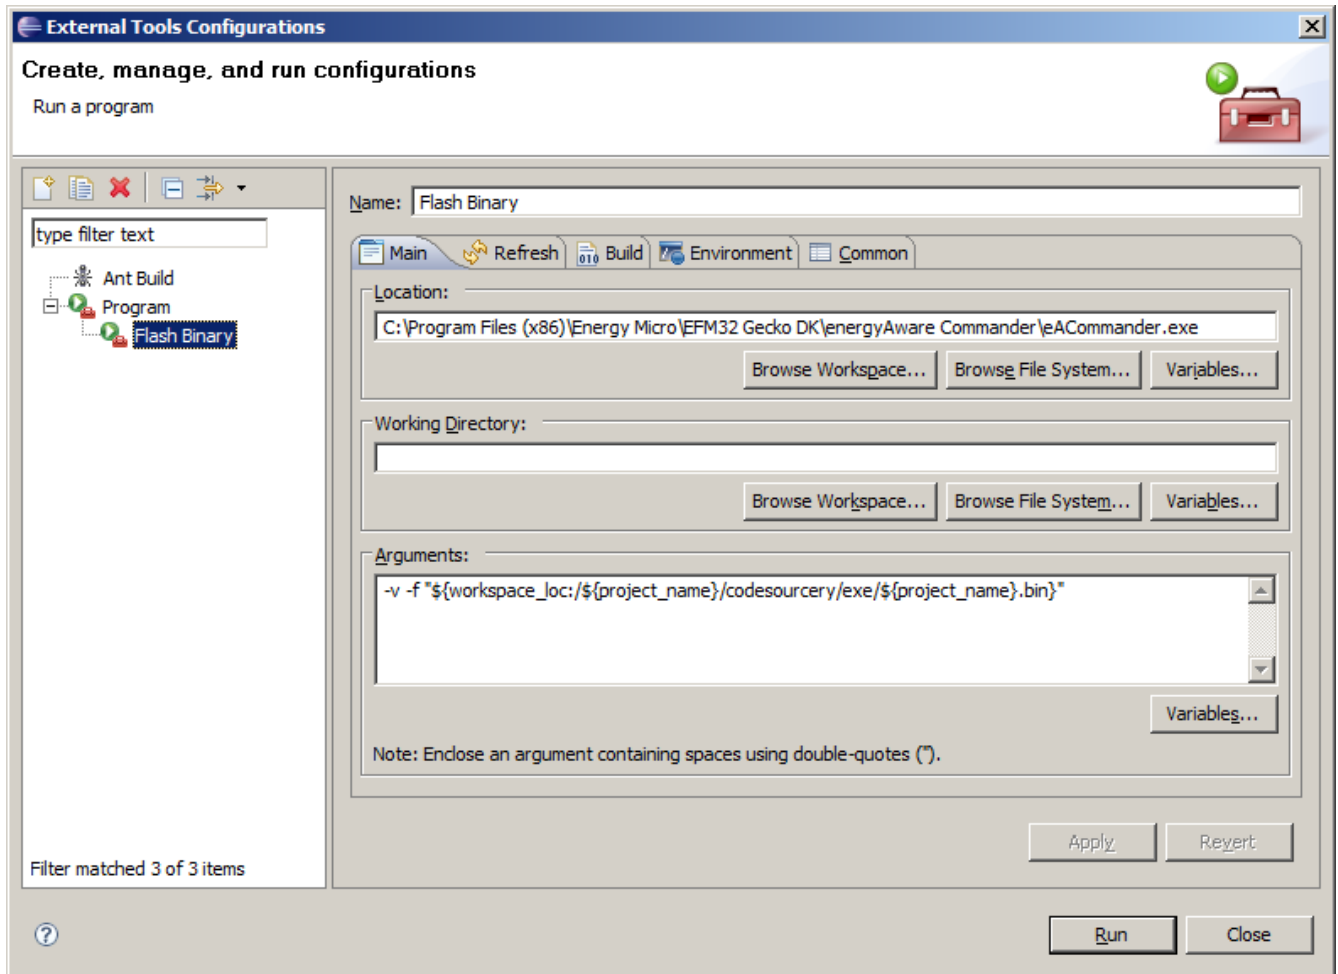 External Tools Configurations
Create, manage, and run configurations
Run a program
type filter text
Ant Build
Program
Flash Binary
Filter matched 3 of 3 items
Name: Flash Binary
Main Refresh Build Environment Common
Location:
C:\Program Files (x86)\Energy Micro\EFM32 Gecko DK\energyAware Commander\eACommander.exe
Browse Workspace... Browse File System... Variables...
Working Directory:
Browse Workspace... Browse File System... Variables...
Arguments:
-v -f "${workspace_loc:/${project_name}/codesourcery/exe/${project_name}.bin}"
Variables...
Note: Enclose an argument containing spaces using double-quotes (").
Apply Revert
Run Close